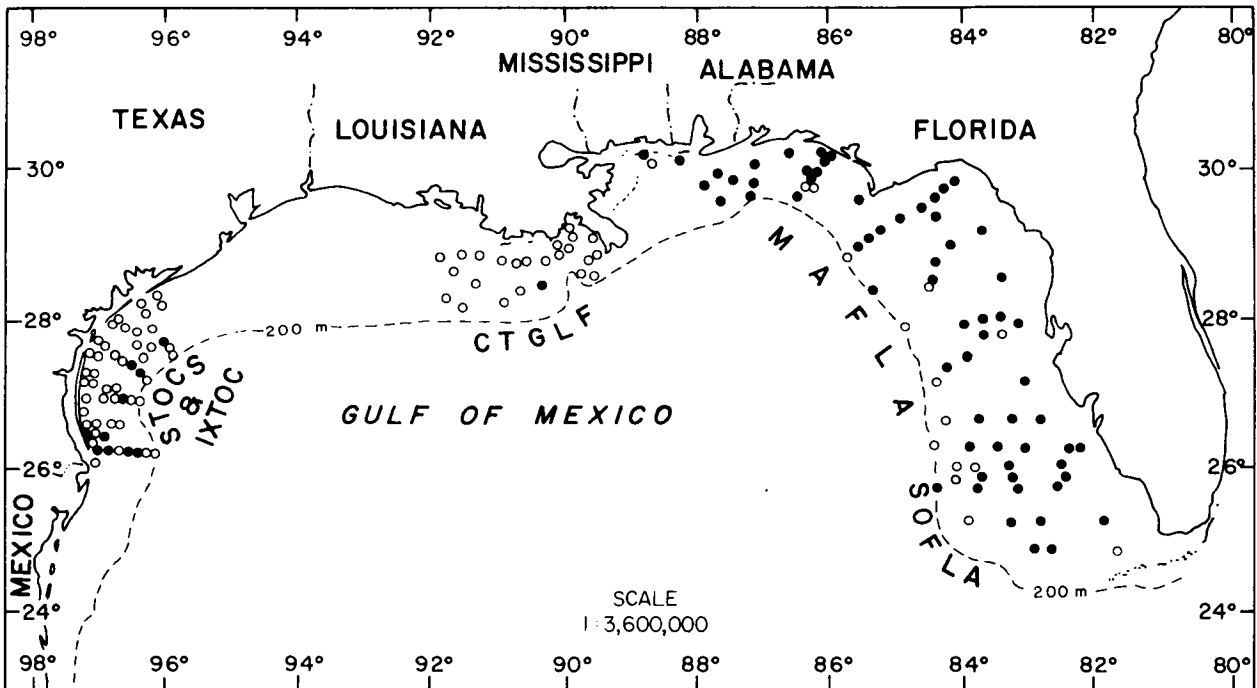 98° 96° 94° 92° 90° 88° 86° 84° 82° 80°
MISSISSIPPI ALABAMA
TEXAS LOUISIANA FLORIDA
30° 30°
MAFLA
28° 200 m CTGLF 28°
STOCS & IXTOC
GULF OF MEXICO
26° 26°
SOFLA
MEXICO
200 m
24° SCALE 24°
1:3,600,000
98° 96° 94° 92° 90° 88° 86° 84° 82° 80°